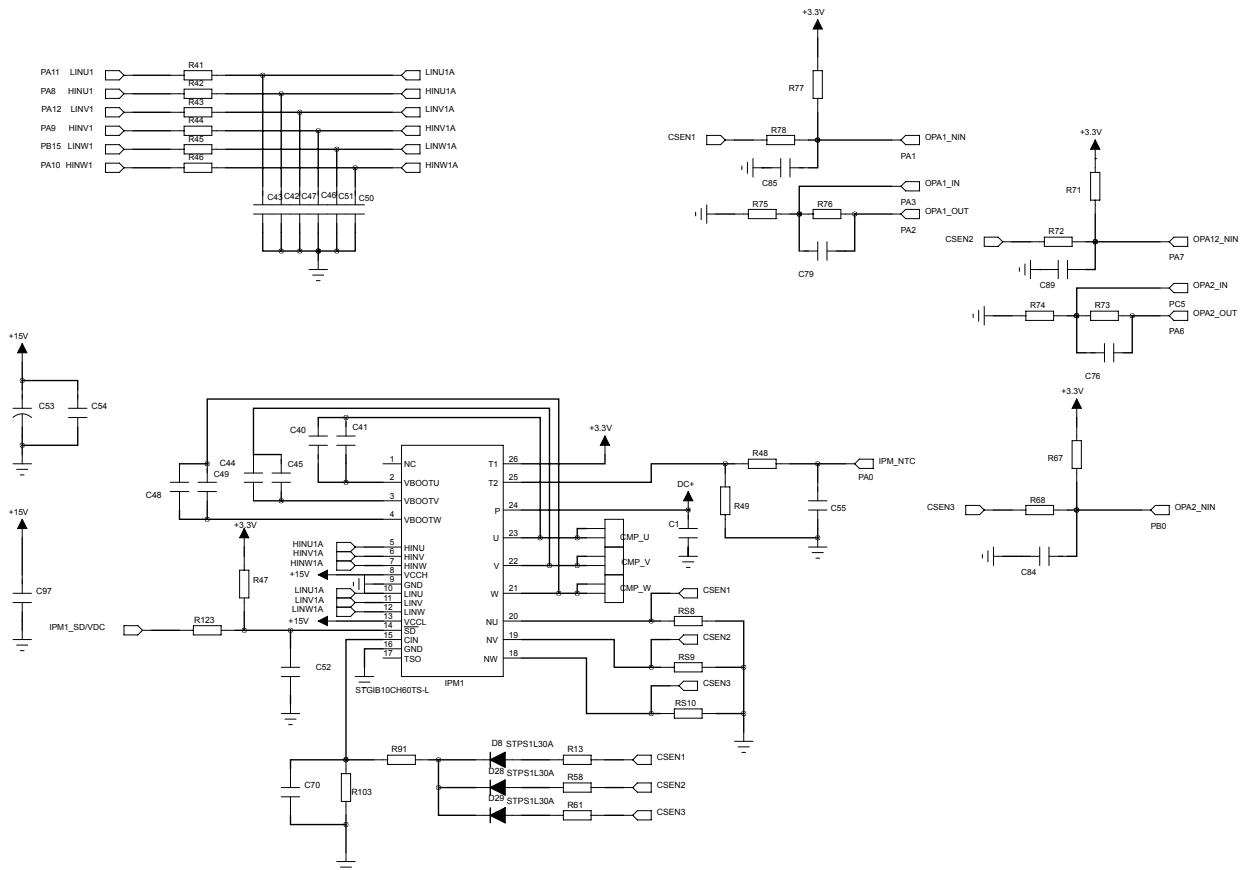 +3.3V
R77
PA11 LINU1 R41 LINU1A
PA8 HINU1 R42 HINU1A
PA12 LINV1 R43 LINV1A
PA9 HINV1 R44 HINV1A
PB15 LINW1 R45 LINW1A
PA10 HINW1 R46 HINW1A
C43 C42 C47 C46 C51 C50
CSEN1 R78 OPA1_NIN
PA1
C85
OPA1_IN
PA3
R75 R76 OPA1_OUT
PA2
C79
+3.3V
R71
CSEN2 R72 OPA12_NIN
PA7
C89
OPA2_IN
PC5
R74 R73 OPA2_OUT
PA6
C76
+3.3V
R67
CSEN3 R68 OPA2_NIN
PB0
C84
+15V
C53 C54
+15V
C97
C40 C41
C44 C45
C48 C49
+3.3V
R47
IPM1_SD/VDC R123
C52
1 NC
2 VBOOTU
3 VBOOTV
4 VBOOTW
HINU1A 5 HINU
HINV1A 6 HINV
HINW1A 7 HINW
+15V 8 VCCH
9 GND
LINU1A 10 LINU
LINV1A 11 LINV
LINW1A 12 LINW
+15V 13 VCCL
14 SD
15 CIN
16 GND
17 TSO
STGIB10CH60TS-L
IPM1
T1 26
T2 25
P 24
U 23
V 22
W 21
NU 20
NV 19
NW 18
+3.3V
R48 IPM_NTC
PA0
R49 C55
DC+
C1
CMP_U
CMP_V
CMP_W
CSEN1
RS8
CSEN2
RS9
CSEN3
RS10
R91 D8 STPS1L30A R13 CSEN1
D28 STPS1L30A R58 CSEN2
D29 STPS1L30A R61 CSEN3
C70 R103